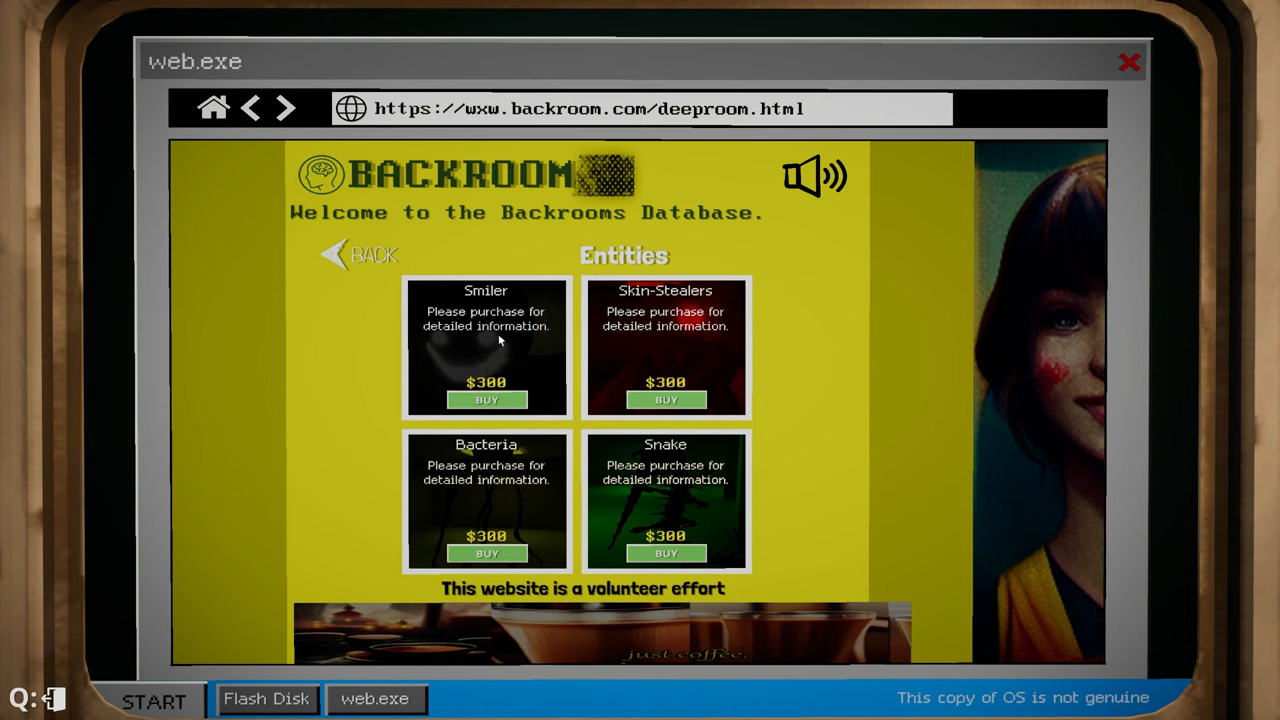 web.exe
https://wxw.backroom.com/deeproom.html
BACKROOM
Welcome to the Backrooms Database.
BACK
Entities
Smiler
Please purchase for
detailed information.
$300
BUY
Skin-Stealers
Please purchase for
detailed information.
$300
BUY
Bacteria
Please purchase for
detailed information.
$300
BUY
Snake
Please purchase for
detailed information.
$300
BUY
This website is a volunteer effort
just coffee.
Q:
START
Flash Disk
web.exe
This copy of OS is not genuine